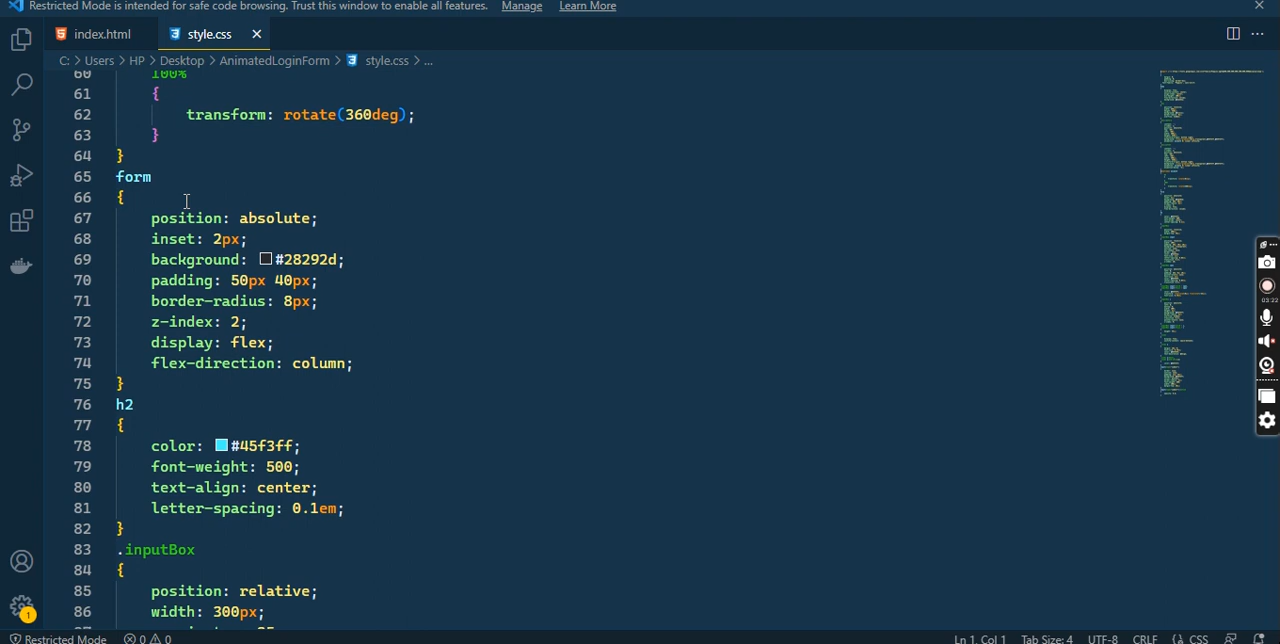 Restricted Mode is intended for safe code browsing. Trust this window to enable all features. Manage Learn More
index.html style.css
C: > Users > HP > Desktop > AnimatedLoginForm > style.css > ...
60 100%
61 {
62 transform: rotate(360deg);
63 }
64 }
65 form
66 {
67 position: absolute;
68 inset: 2px;
69 background: #28292d;
70 padding: 50px 40px;
71 border-radius: 8px;
72 z-index: 2;
73 display: flex;
74 flex-direction: column;
75 }
76 h2
77 {
78 color: #45f3ff;
79 font-weight: 500;
80 text-align: center;
81 letter-spacing: 0.1em;
82 }
83 .inputBox
84 {
85 position: relative;
86 width: 300px;
03:22
1
Restricted Mode 0 0 Ln 1, Col 1 Tab Size: 4 UTF-8 CRLF {} CSS